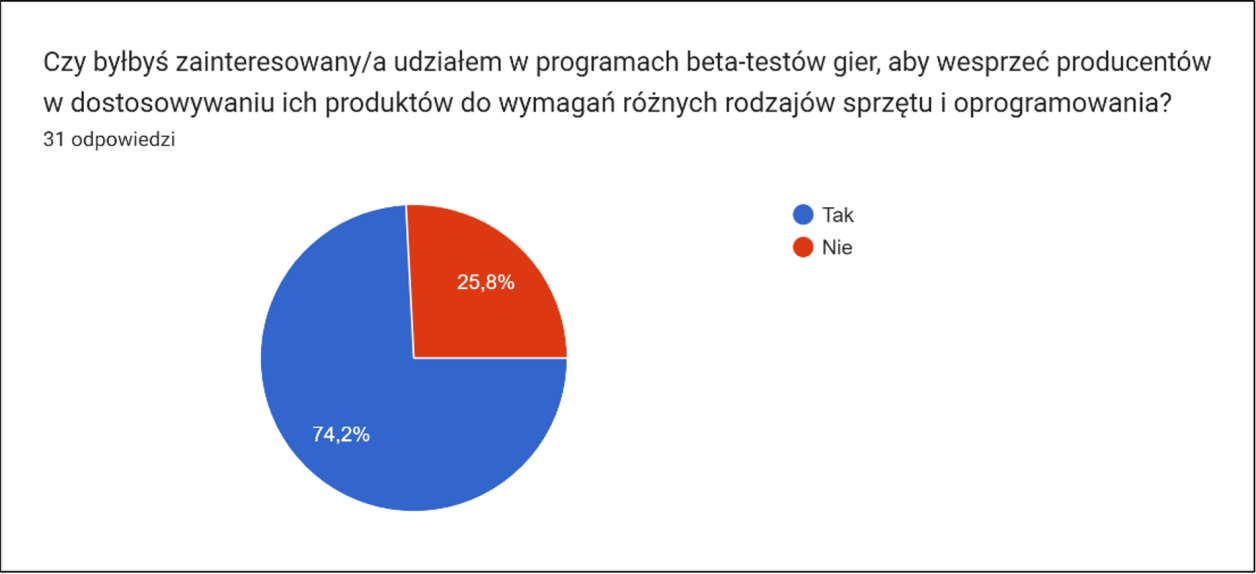 Czy byłbyś zainteresowany/a udziałem w programach beta-testów gier, aby wesprzeć producentów
w dostosowywaniu ich produktów do wymagań różnych rodzajów sprzętu i oprogramowania?
31 odpowiedzi
Tak
Nie
25,8%
74,2%